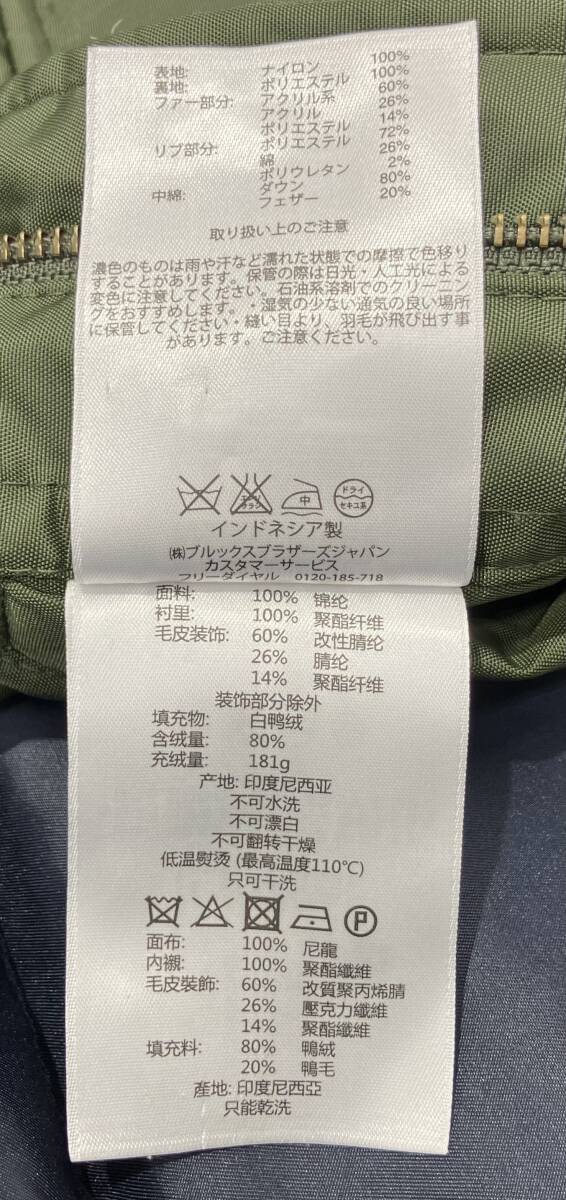 表地: ナイロン 100%
裏地: ポリエステル 100%
ファー部分: アクリル系 60%
アクリル 26%
ポリエステル 14%
リブ部分: ポリエステル 72%
綿 26%
ポリウレタン 2%
中綿: ダウン 80%
フェザー 20%
取り扱い上のご注意
濃色のものは雨や汗など濡れた状態での摩擦で色移り
することがあります。保管の際は日光・人工光による
変色に注意してください。石油系溶剤でのクリーニン
グをおすすめします。・湿気の少ない通気の良い場所
に保管してください・縫い目より、羽毛が飛び出す事
があります。ご注意ください。
エンソ サラシ 中 ドライ セキユ系
インドネシア製
㈱ブルックスブラザーズジャパン
カスタマーサービス
フリーダイヤル 0120-185-718
面料: 100% 锦纶
衬里: 100% 聚酯纤维
毛皮装饰: 60% 改性腈纶
26% 腈纶
14% 聚酯纤维
装饰部分除外
填充物: 白鸭绒
含绒量: 80%
充绒量: 181g
产地: 印度尼西亚
不可水洗
不可漂白
不可翻转干燥
低温熨烫 (最高温度110℃)
只可干洗
P
面布: 100% 尼龍
內襯: 100% 聚酯纖維
毛皮裝飾: 60% 改質聚丙烯腈
26% 壓克力纖維
14% 聚酯纖維
填充料: 80% 鴨絨
20% 鴨毛
產地: 印度尼西亞
只能乾洗